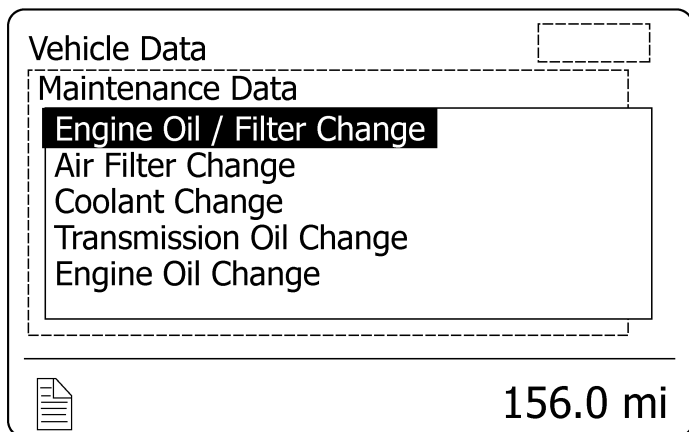 Vehicle Data
Maintenance Data
Engine Oil / Filter Change
Air Filter Change
Coolant Change
Transmission Oil Change
Engine Oil Change
156.0 mi